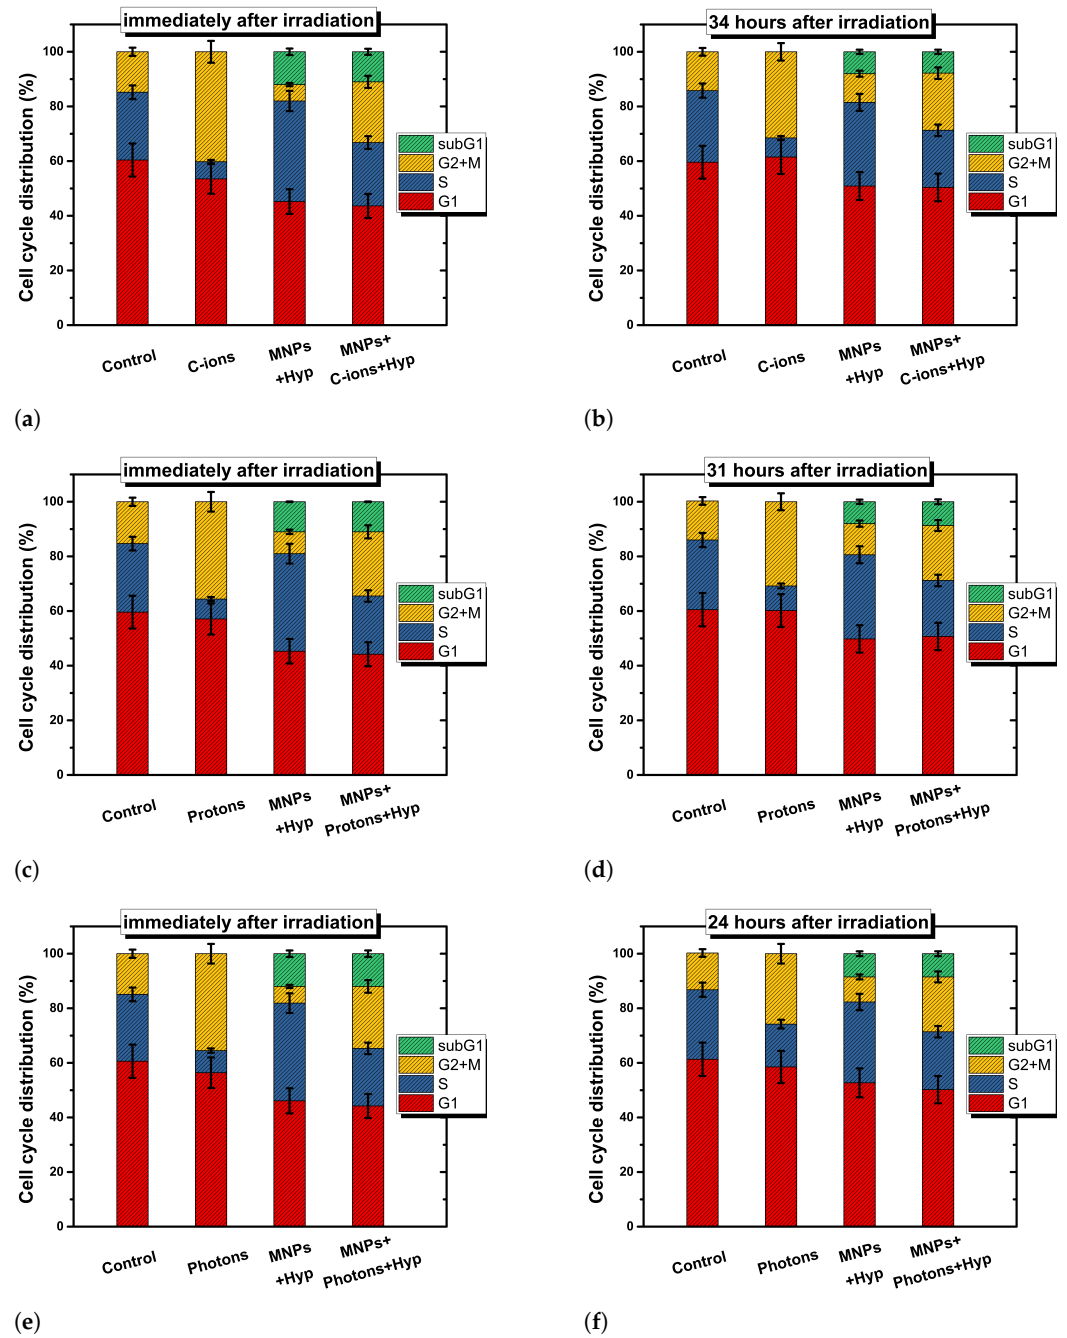 immediately after irradiation
Cell cycle distribution (%)
100
80
60
40
20
0
subG1
G2+M
S
G1
Control
C-ions
MNPs
+Hyp
MNPs+
C-ions+Hyp
(a)
34 hours after irradiation
Cell cycle distribution (%)
100
80
60
40
20
0
subG1
G2+M
S
G1
Control
C-ions
MNPs
+Hyp
MNPs+
C-ions+Hyp
(b)
immediately after irradiation
Cell cycle distribution (%)
100
80
60
40
20
0
subG1
G2+M
S
G1
Control
Protons
MNPs
+Hyp
MNPs+
Protons+Hyp
(c)
31 hours after irradiation
Cell cycle distribution (%)
100
80
60
40
20
0
subG1
G2+M
S
G1
Control
Protons
MNPs
+Hyp
MNPs+
Protons+Hyp
(d)
immediately after irradiation
Cell cycle distribution (%)
100
80
60
40
20
0
subG1
G2+M
S
G1
Control
Photons
MNPs
+Hyp
MNPs+
Photons+Hyp
(e)
24 hours after irradiation
Cell cycle distribution (%)
100
80
60
40
20
0
subG1
G2+M
S
G1
Control
Photons
MNPs
+Hyp
MNPs+
Photons+Hyp
(f)